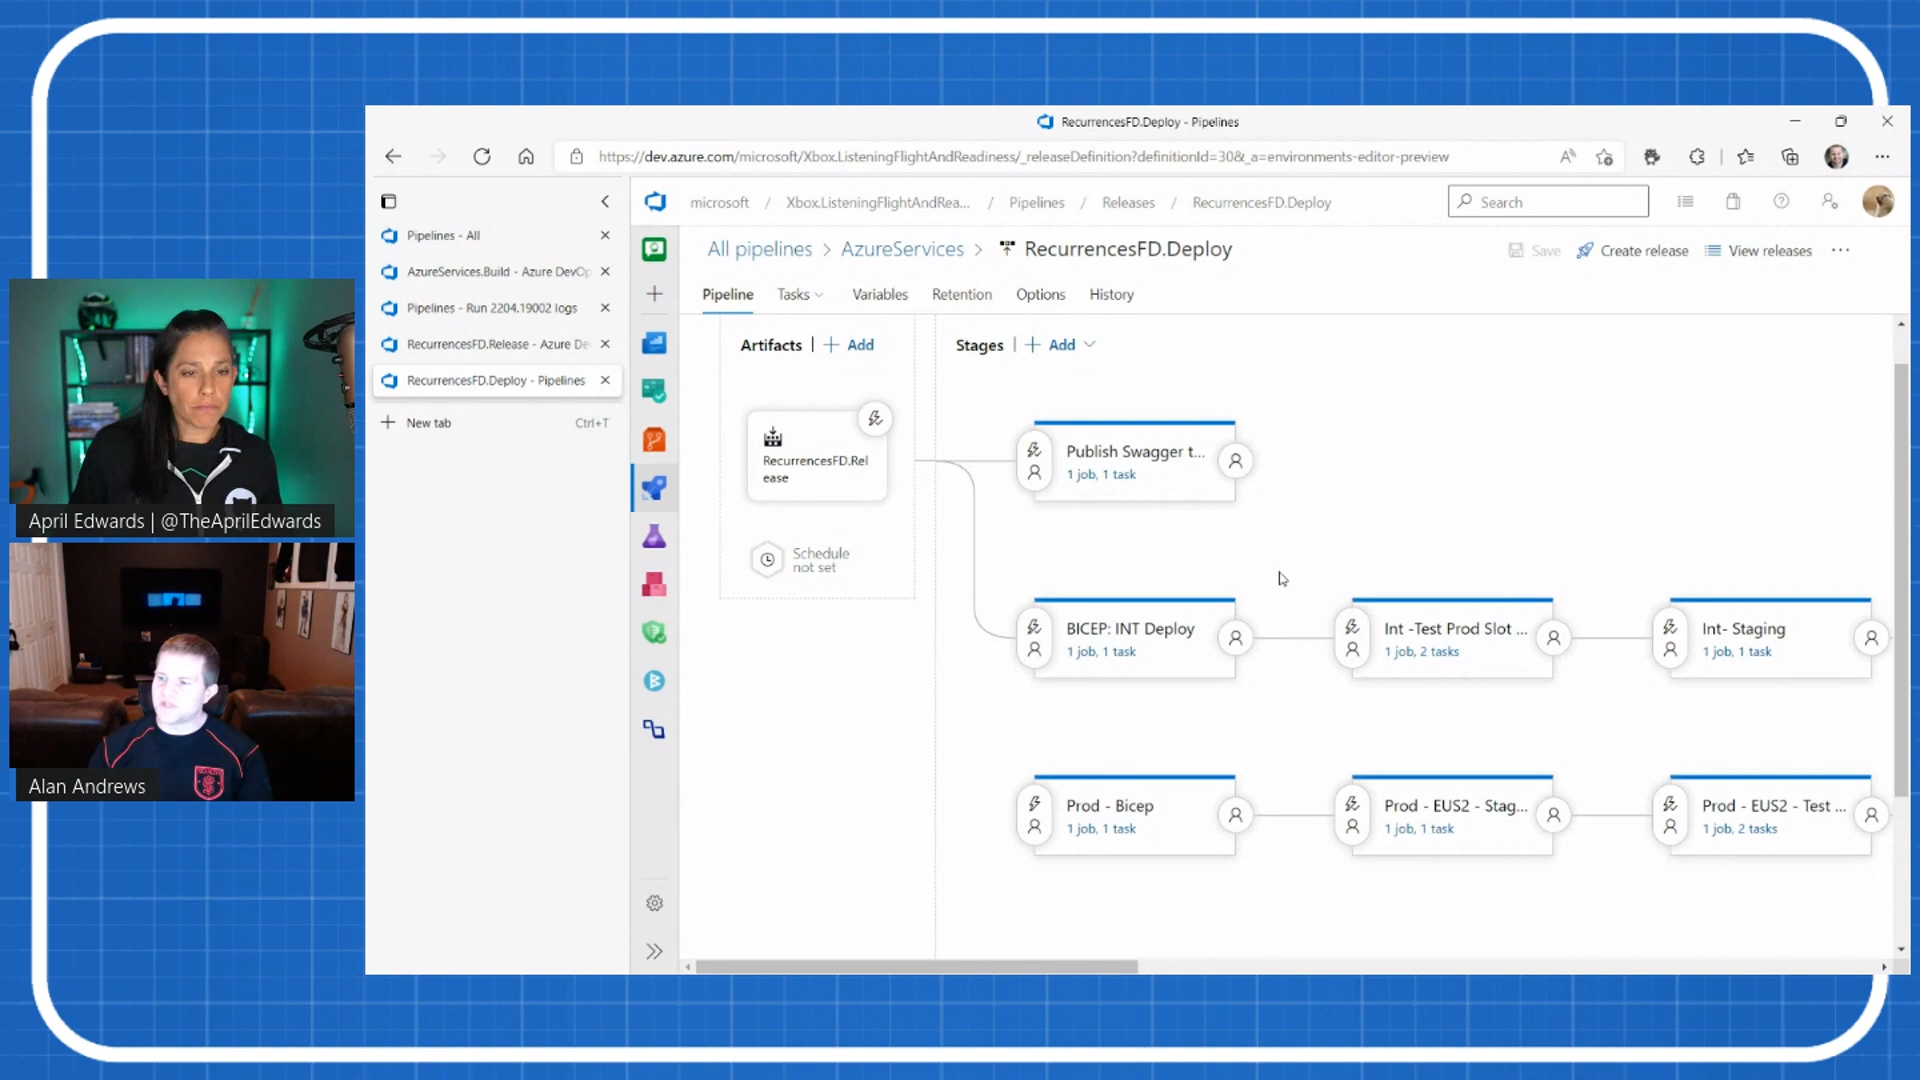 RecurrencesFD.Deploy - Pipelines
https://dev.azure.com/microsoft/Xbox.ListeningFlightAndReadiness/_releaseDefinition?definitionId=30&_a=environments-editor-preview
microsoft / Xbox.ListeningFlightAndRea... / Pipelines / Releases / RecurrencesFD.Deploy
Search
Pipelines - All
AzureServices.Build - Azure DevOp
Pipelines - Run 2204.19002 logs
RecurrencesFD.Release - Azure De
RecurrencesFD.Deploy - Pipelines
New tab Ctrl+T
All pipelines > AzureServices > RecurrencesFD.Deploy
Save Create release View releases ...
Pipeline Tasks Variables Retention Options History
Artifacts | + Add
Stages | + Add
RecurrencesFD.Rel
ease
Schedule
not set
Publish Swagger t...
1 job, 1 task
BICEP: INT Deploy
1 job, 1 task
Int -Test Prod Slot ...
1 job, 2 tasks
Int- Staging
1 job, 1 task
Prod - Bicep
1 job, 1 task
Prod - EUS2 - Stag...
1 job, 1 task
Prod - EUS2 - Test ...
1 job, 2 tasks
April Edwards | @TheAprilEdwards
Alan Andrews